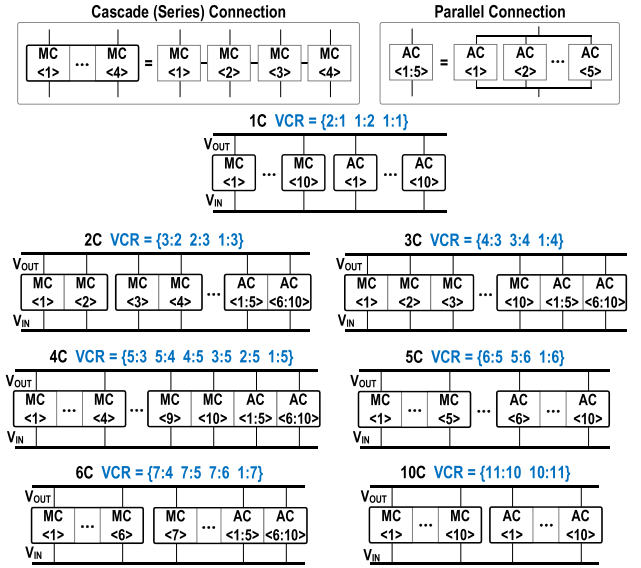 Cascade (Series) Connection
MC <1> ... MC <4> = MC <1> MC <2> MC <3> MC <4>
Parallel Connection
AC <1:5> = AC <1> AC <2> ... AC <5>
1C VCR = {2:1 1:2 1:1}
VOUT
MC <1> ... MC <10> AC <1> ... AC <10>
VIN
2C VCR = {3:2 2:3 1:3}
VOUT
MC <1> MC <2> MC <3> MC <4> ... AC <1:5> AC <6:10>
VIN
3C VCR = {4:3 3:4 1:4}
VOUT
MC <1> MC <2> MC <3> ... MC <10> AC <1:5> AC <6:10>
VIN
4C VCR = {5:3 5:4 4:5 3:5 2:5 1:5}
VOUT
MC <1> ... MC <4> ... MC <9> MC <10> AC <1:5> AC <6:10>
VIN
5C VCR = {6:5 5:6 1:6}
VOUT
MC <1> ... MC <5> ... AC <6> ... AC <10>
VIN
6C VCR = {7:4 7:5 7:6 1:7}
VOUT
MC <1> ... MC <6> MC <7> ... AC <1:5> AC <6:10>
VIN
10C VCR = {11:10 10:11}
VOUT
MC <1> ... MC <10> AC <1> ... AC <10>
VIN